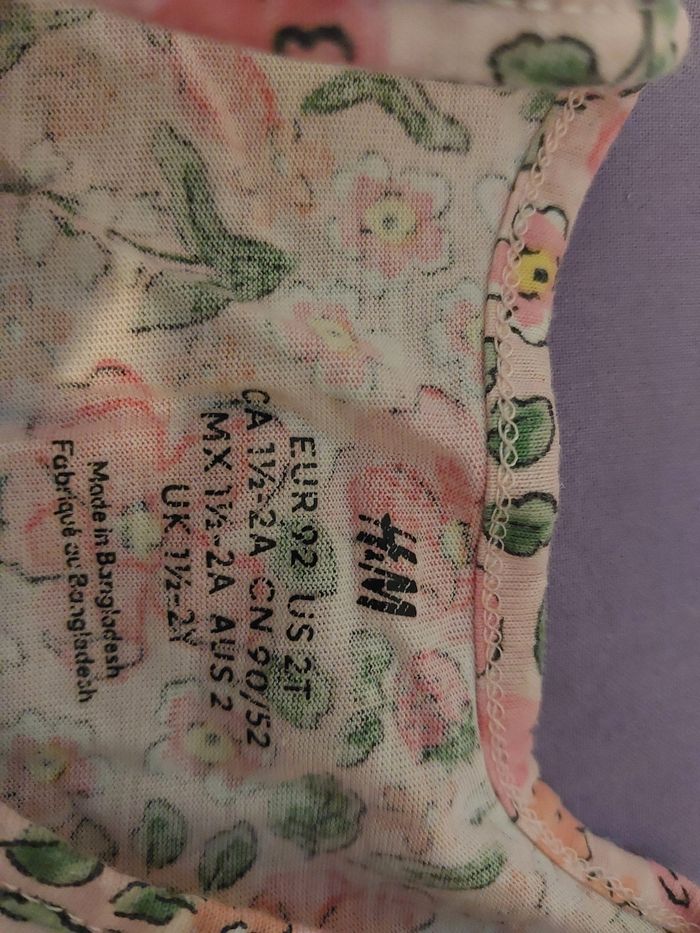 H&M
EUR 92 US 2T
CA 1½-2A CN 90/52
MX 1½-2A AUS 2
UK 1½-2Y
Made in Bangladesh
Fabriqué au Bangladesh